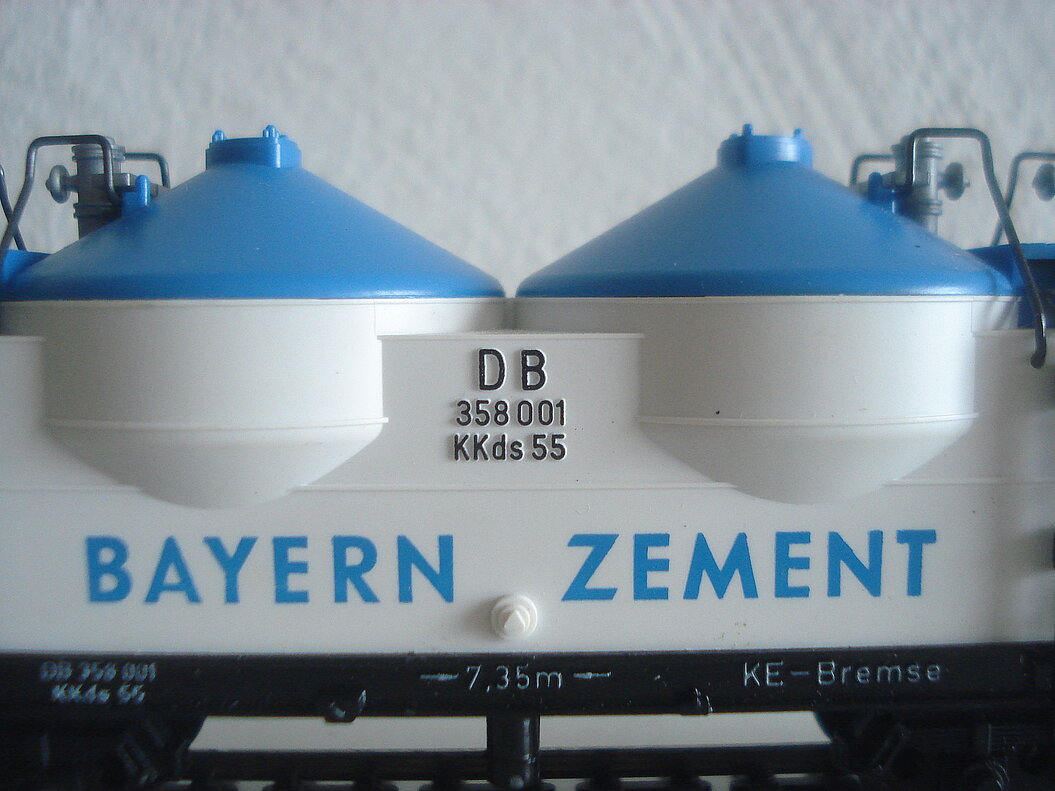 DB
358 001
KKds 55
BAYERN ZEMENT
DB 358 001
KKds 55
7,35m
KE-Bremse